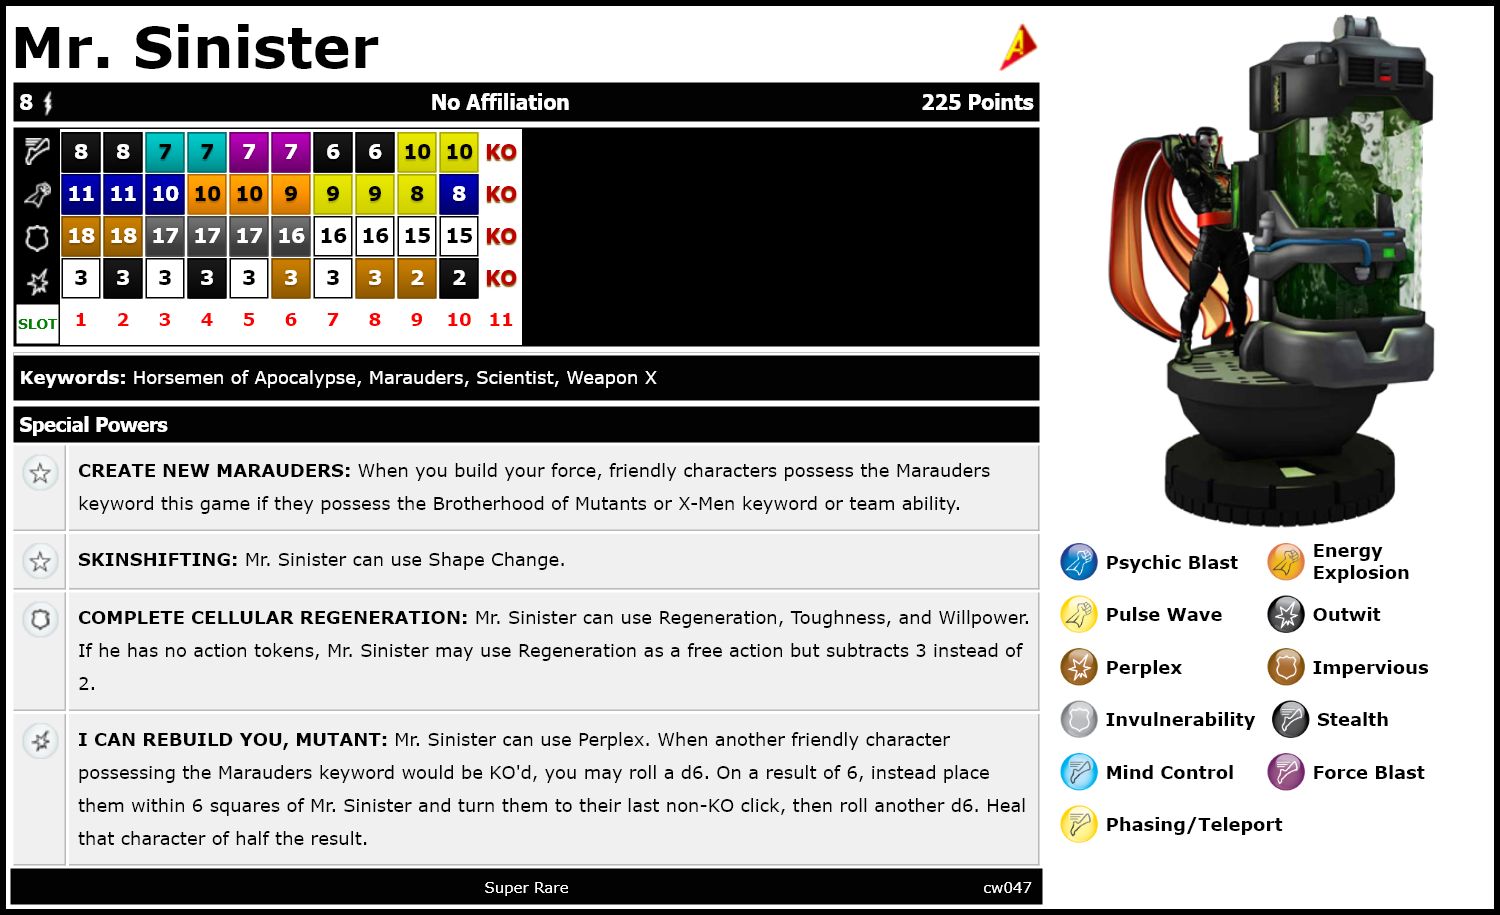 Mr. Sinister
A
8 No Affiliation 225 Points
8 8 7 7 7 7 6 6 10 10 KO
11 11 10 10 10 9 9 9 8 8 KO
18 18 17 17 17 16 16 16 15 15 KO
3 3 3 3 3 3 3 3 2 2 KO
SLOT 1 2 3 4 5 6 7 8 9 10 11
Keywords: Horsemen of Apocalypse, Marauders, Scientist, Weapon X
Special Powers
CREATE NEW MARAUDERS: When you build your force, friendly characters possess the Marauders
keyword this game if they possess the Brotherhood of Mutants or X-Men keyword or team ability.
SKINSHIFTING: Mr. Sinister can use Shape Change.
COMPLETE CELLULAR REGENERATION: Mr. Sinister can use Regeneration, Toughness, and Willpower.
If he has no action tokens, Mr. Sinister may use Regeneration as a free action but subtracts 3 instead of
2.
I CAN REBUILD YOU, MUTANT: Mr. Sinister can use Perplex. When another friendly character
possessing the Marauders keyword would be KO'd, you may roll a d6. On a result of 6, instead place
them within 6 squares of Mr. Sinister and turn them to their last non-KO click, then roll another d6. Heal
that character of half the result.
Super Rare cw047
Psychic Blast
Energy
Explosion
Pulse Wave
Outwit
Perplex
Impervious
Invulnerability
Stealth
Mind Control
Force Blast
Phasing/Teleport